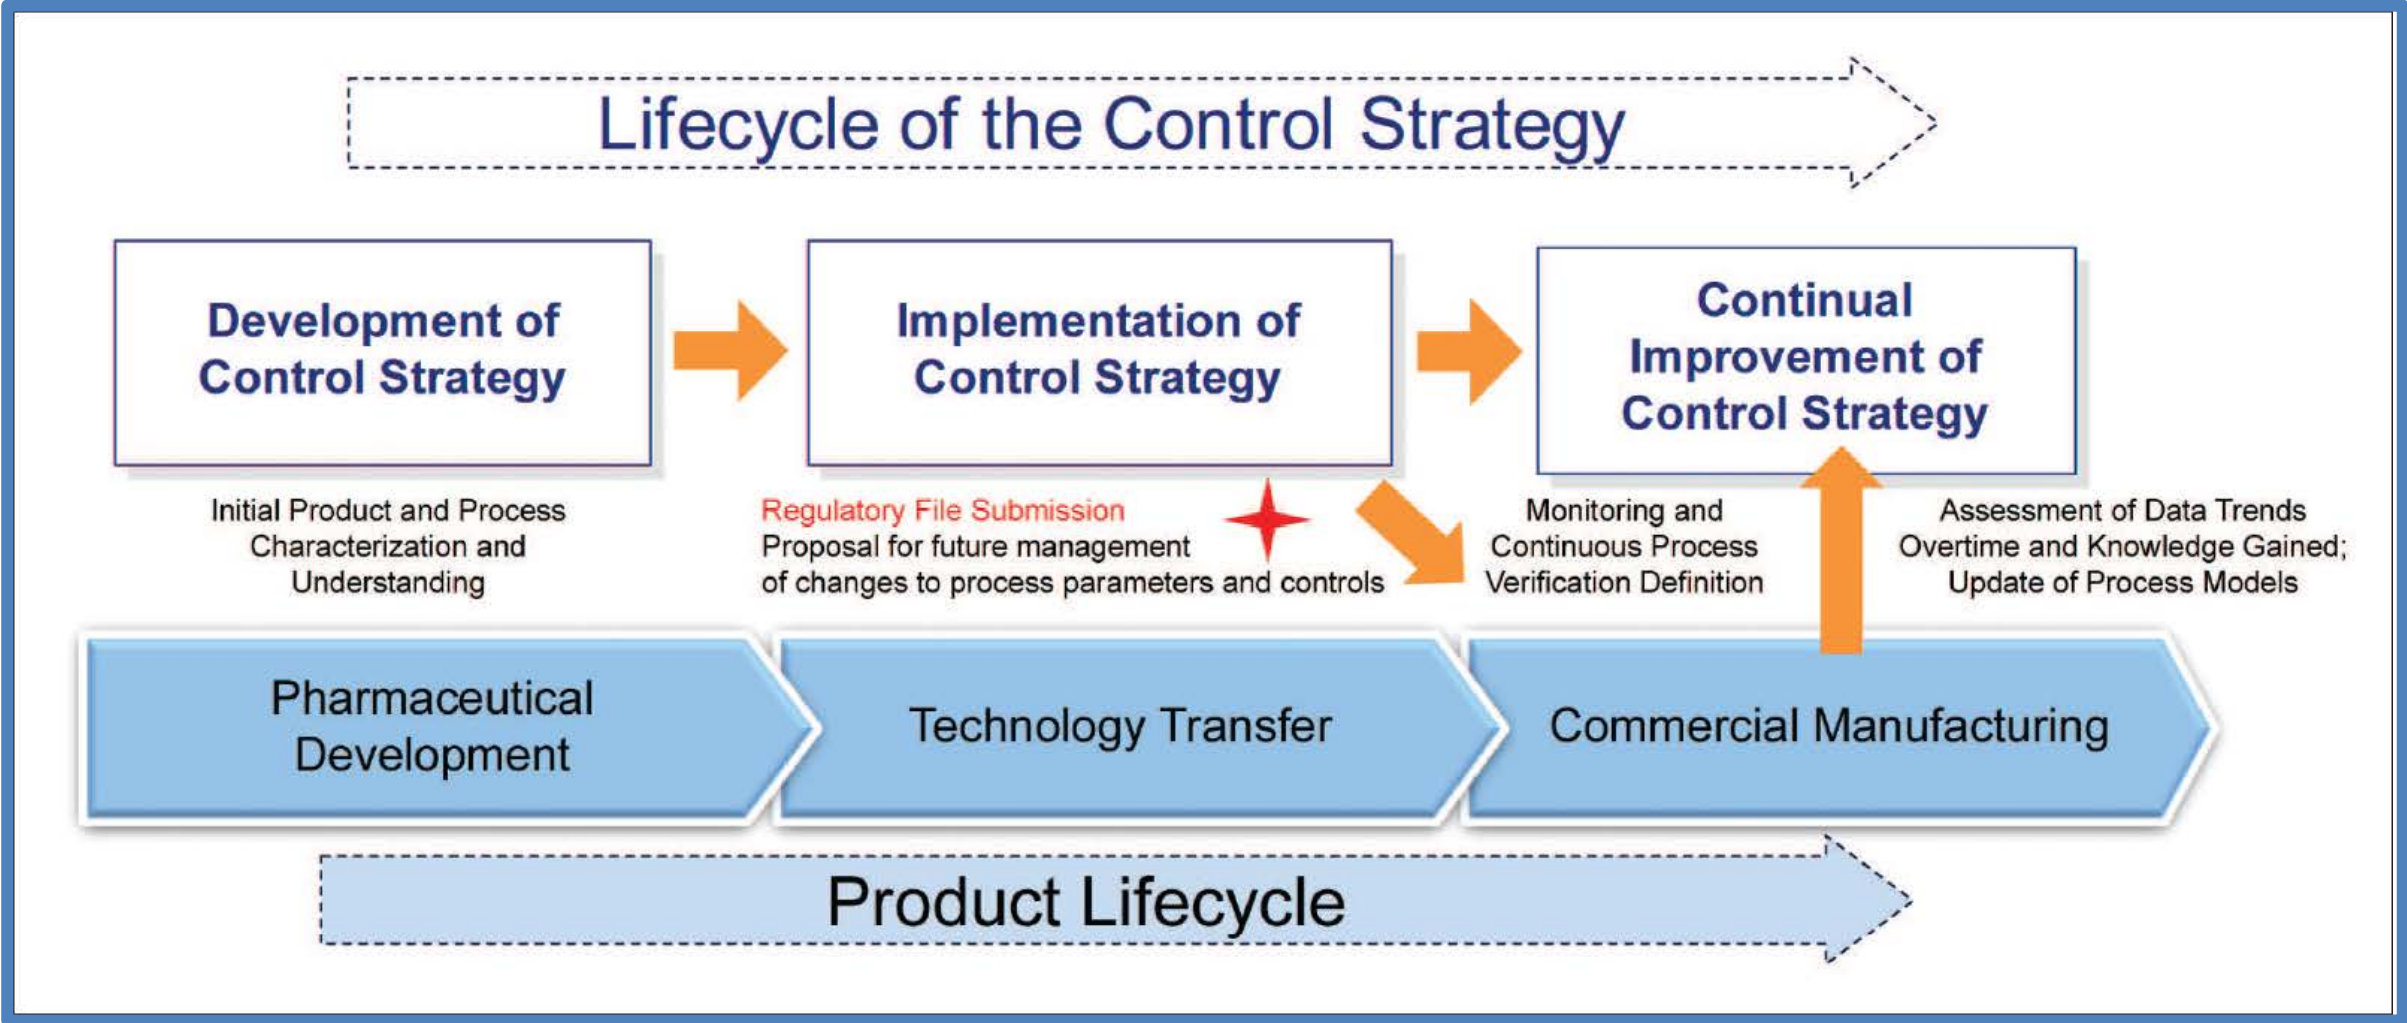 Lifecycle of the Control Strategy
Development of
Control Strategy
Implementation of
Control Strategy
Continual
Improvement of
Control Strategy
Initial Product and Process
Characterization and
Understanding
Regulatory File Submission
Proposal for future management
of changes to process parameters and controls
Monitoring and
Continuous Process
Verification Definition
Assessment of Data Trends
Overtime and Knowledge Gained;
Update of Process Models
Pharmaceutical
Development
Technology Transfer
Commercial Manufacturing
Product Lifecycle